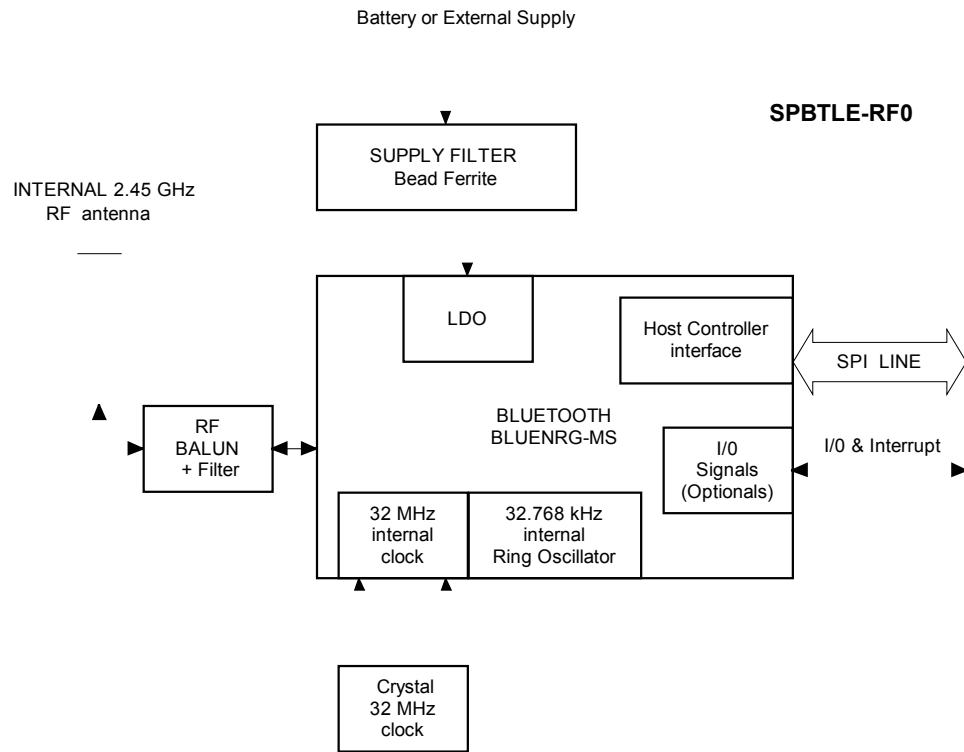 Battery or External Supply
SPBTLE-RF0
SUPPLY FILTER
Bead Ferrite
INTERNAL 2.45 GHz
RF antenna
LDO
Host Controller
interface
SPI LINE
BLUETOOTH
BLUENRG-MS
RF
BALUN
+ Filter
I/0
Signals
(Optionals)
I/0 & Interrupt
32 MHz
internal
clock
32.768 kHz
internal
Ring Oscillator
Crystal
32 MHz
clock